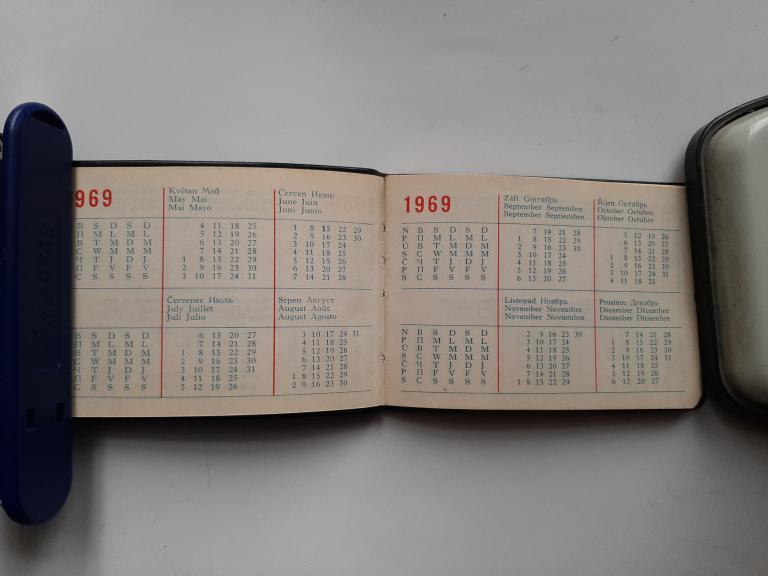 969
Květen Май
May Mai
Mai Mayo
Červen Июнь
June Juin
Juni Junio
В S D S D
П M L M L
В T M D M
С W M M M
Ч T J D J
П F V F V
С S S S S
4 11 18 25
5 12 19 26
6 13 20 27
7 14 21 28
1 8 15 22 29
2 9 16 23 30
3 10 17 24 31
1 8 15 22 29
2 9 16 23 30
3 10 17 24
4 11 18 25
5 12 19 26
6 13 20 27
7 14 21 28
Červenec Июль
July Juillet
Juli Julio
Srpen Август
August Août
August Agosto
В S D S D
П M L M L
В T M D M
С W M M M
Ч T J D J
П F V F V
С S S S S
6 13 20 27
7 14 21 28
1 8 15 22 29
2 9 16 23 30
3 10 17 24 31
4 11 18 25
5 12 19 26
3 10 17 24 31
4 11 18 25
5 12 19 26
6 13 20 27
7 14 21 28
1 8 15 22 29
2 9 16 23 30
1969
Září Сентябрь
September Septembre
September Septiembre
Říjen Октябрь
October Octobre
Oktober Octubre
N В S D S D
P П M L M L
Ú В T M D M
S С W M M M
Č Ч T J D J
P П F V F V
S С S S S S
7 14 21 28
1 8 15 22 29
2 9 16 23 30
3 10 17 24
4 11 18 25
5 12 19 26
6 13 20 27
5 12 19 26
6 13 20 27
7 14 21 28
1 8 15 22 29
2 9 16 23 30
3 10 17 24 31
4 11 18 25
Listopad Ноябрь
November Novembre
November Noviembre
Prosinec Декабрь
December Décembre
Dezember Diciembre
N В S D S D
P П M L M L
Ú В T M D M
S С W M M M
Č Ч T J D J
P П F V F V
S С S S S S
2 9 16 23 30
3 10 17 24
4 11 18 25
5 12 19 26
6 13 20 27
7 14 21 28
1 8 15 22 29
7 14 21 28
1 8 15 22 29
2 9 16 23 30
3 10 17 24 31
4 11 18 25
5 12 19 26
6 13 20 27